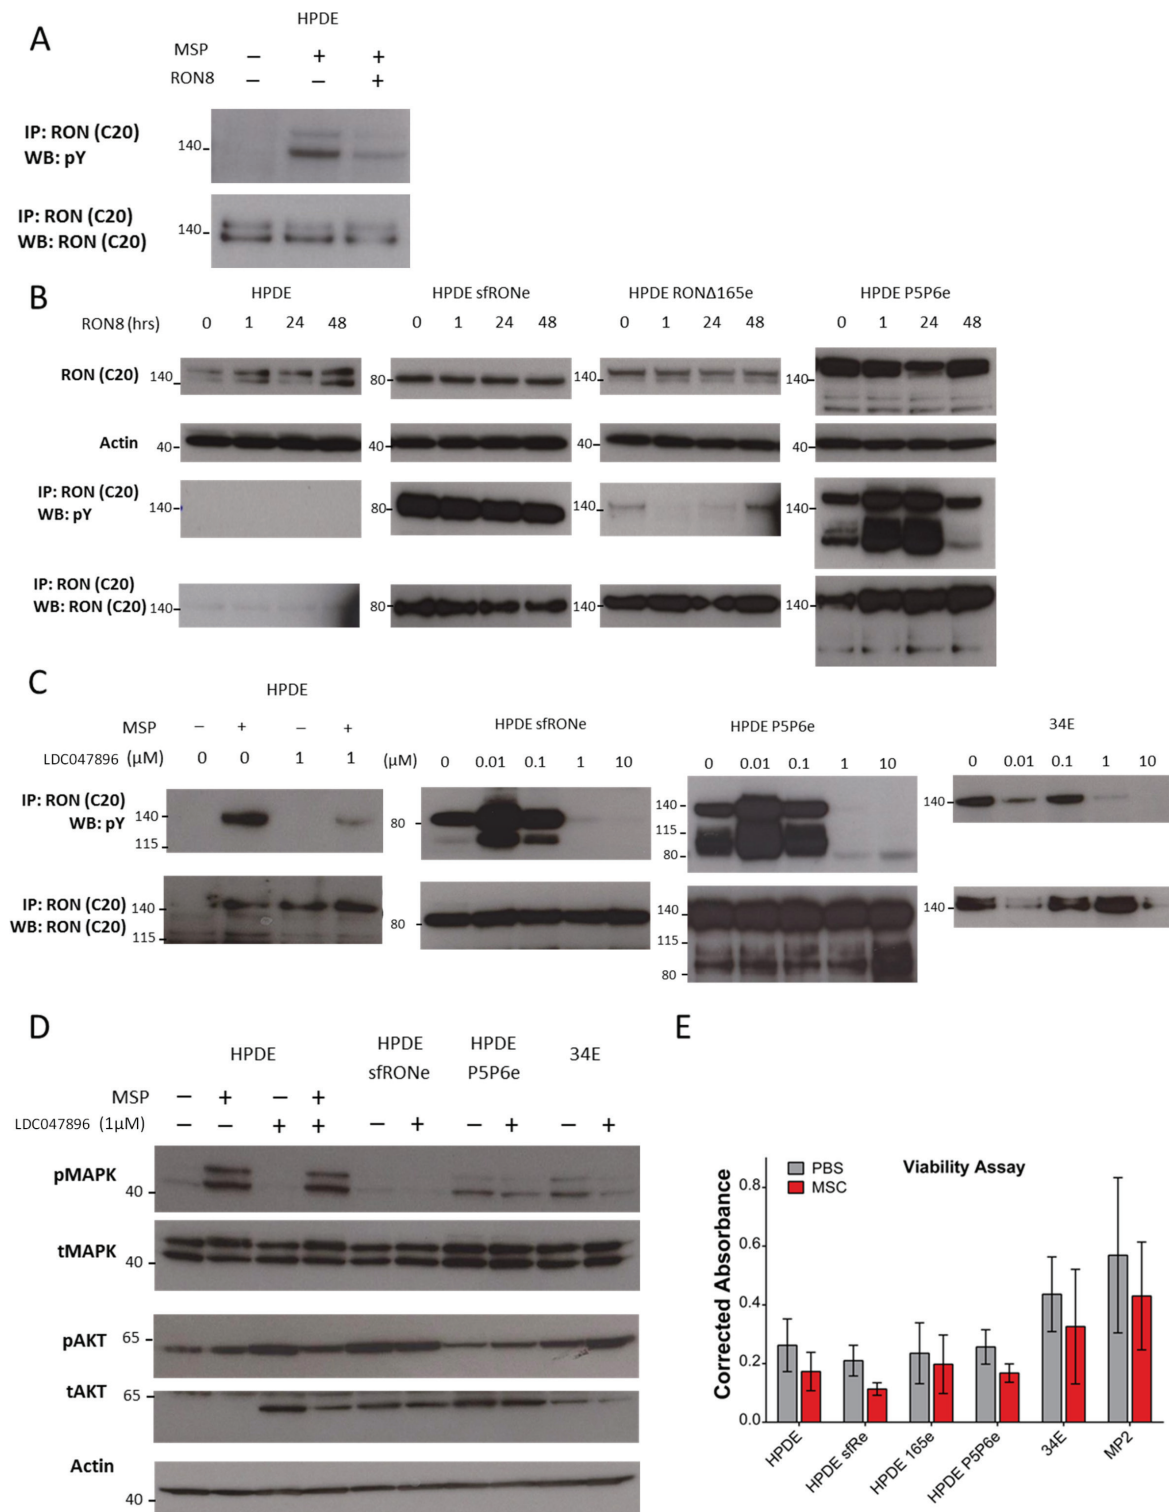 A
HPDE
MSP – + +
RON8 – – +
IP: RON (C20)
WB: pY
140
IP: RON (C20)
WB: RON (C20)
140
B
HPDE HPDE sfRONe HPDE RONΔ165e HPDE P5P6e
RON8 (hrs) 0 1 24 48 0 1 24 48 0 1 24 48 0 1 24 48
RON (C20) 140 80 140 140
Actin 40 40 40 40
IP: RON (C20)
WB: pY
140 80 140 140
IP: RON (C20)
WB: RON (C20)
140 80 140 140
C
HPDE HPDE sfRONe HPDE P5P6e 34E
MSP – + – +
LDC047896 (µM) 0 0 1 1 (µM) 0 0.01 0.1 1 10 0 0.01 0.1 1 10 0 0.01 0.1 1 10
IP: RON (C20)
WB: pY
140 115 80 140 115 80 140
IP: RON (C20)
WB: RON (C20)
140 115 80 140 115 80 140
D
HPDE
HPDE
sfRONe
HPDE
P5P6e
34E
MSP – + – +
LDC047896 (1µM) – – + + – + – + – +
pMAPK 40
tMAPK 40
pAKT 65
tAKT 65
Actin
40
E
Viability Assay
PBS
MSC
Corrected Absorbance
0.8
0.6
0.4
0.2
0.0
HPDE
HPDE sfRe
HPDE 165e
HPDE P5P6e
34E
MP2